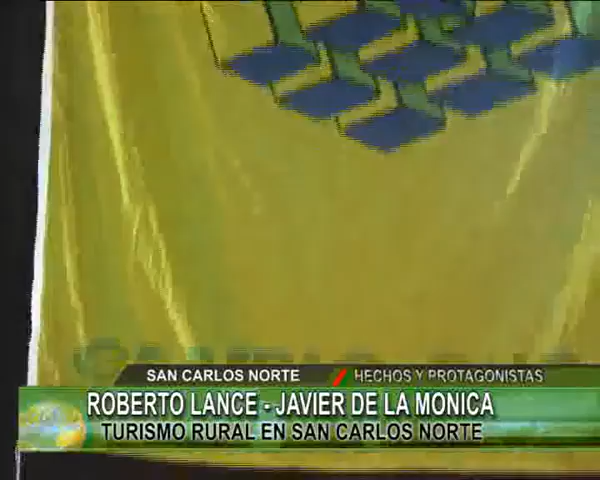 SAN CARLOS NORTE / HECHOS Y PROTAGONISTAS
ROBERTO LANCE - JAVIER DE LA MONICA
TURISMO RURAL EN SAN CARLOS NORTE